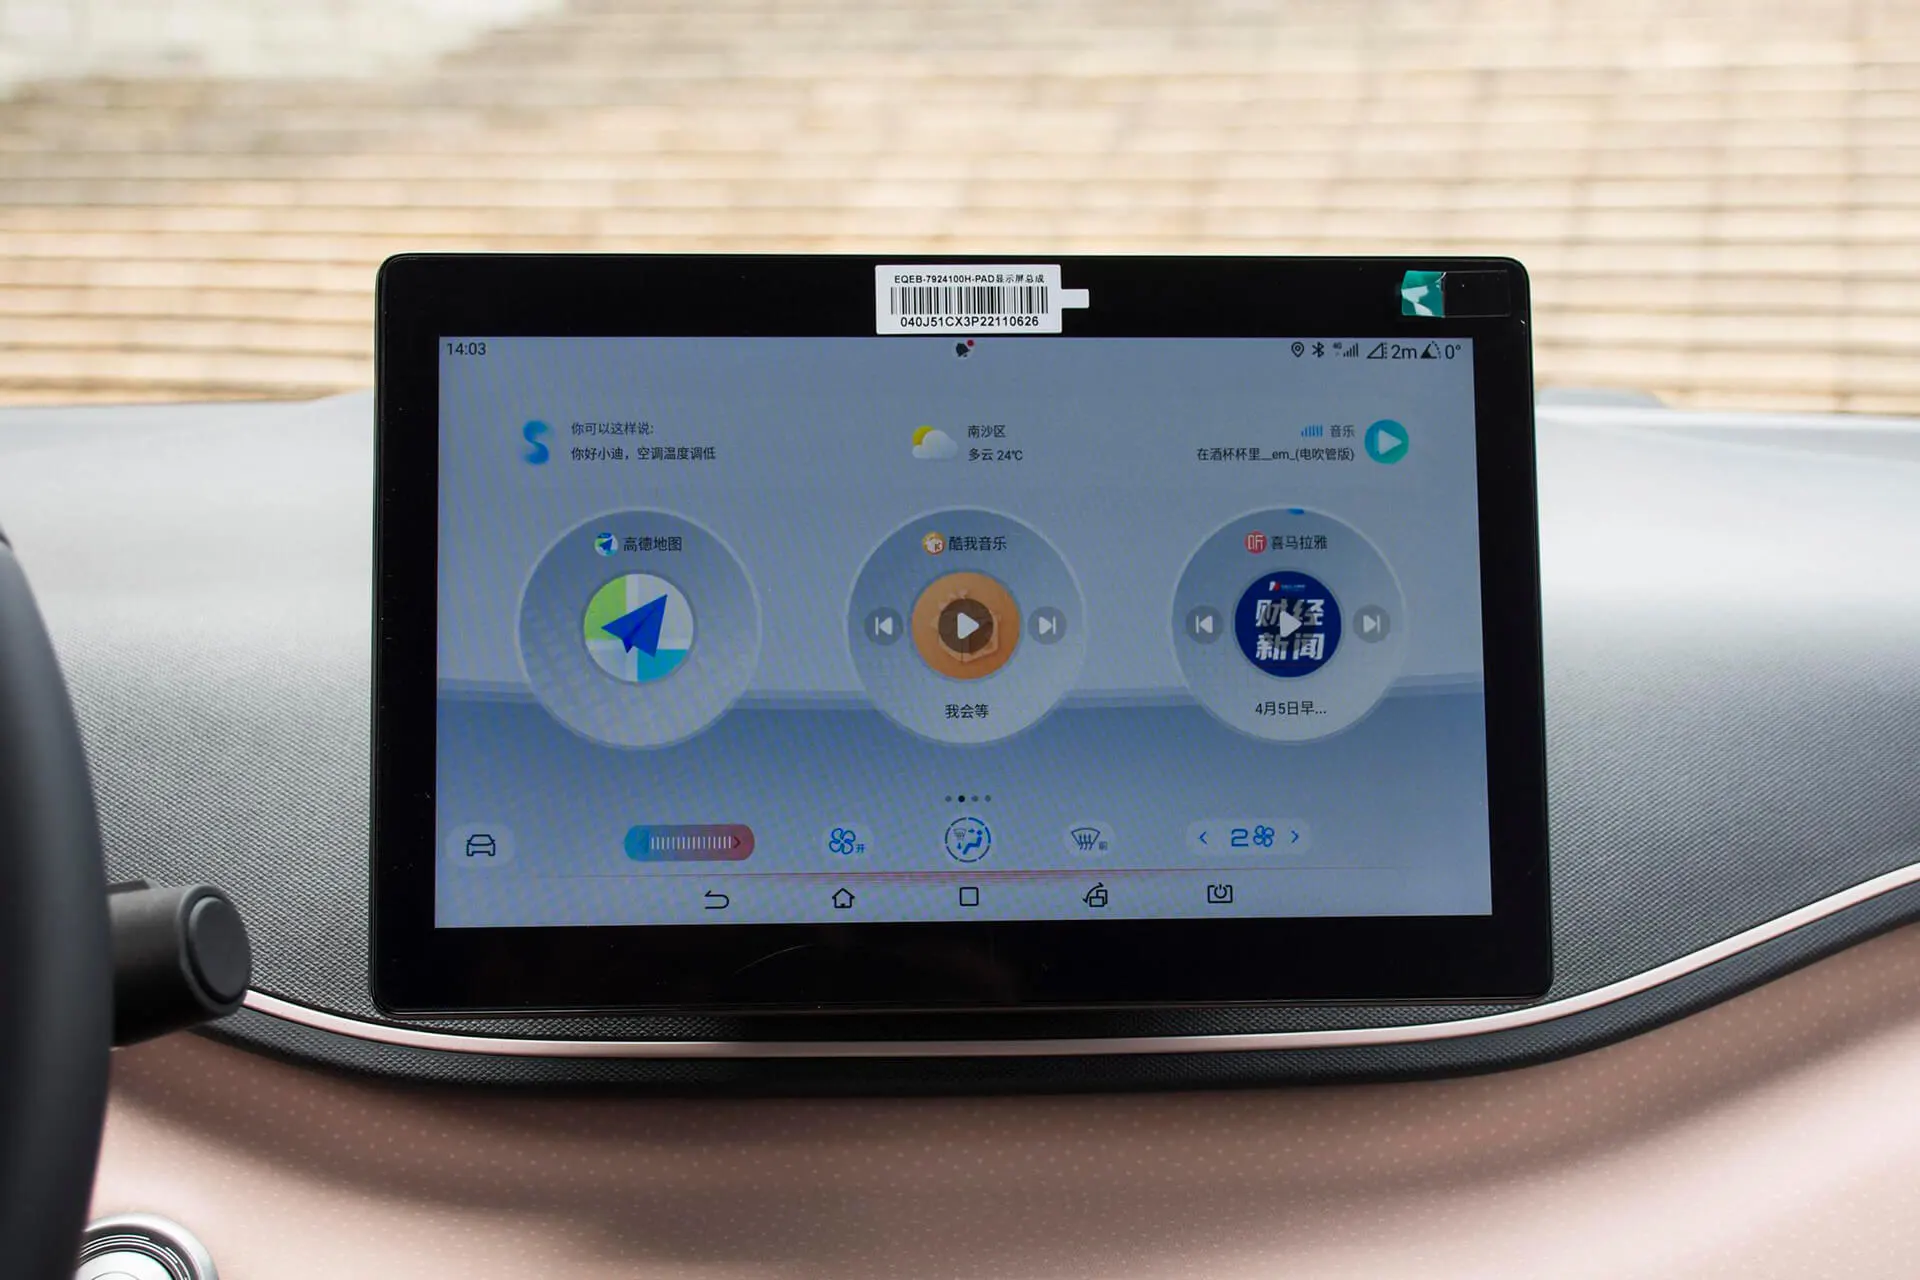 EQEB-7924100H-PAD显示屏总成
040J51CX3P22110626
14:03
4G
2m
0°
你可以这样说:
你好小迪，空调温度调低
南沙区
多云 24℃
音乐
在酒杯杯里__em_(电吹管版)
高德地图
酷我音乐
我会等
听
喜马拉雅
财经
新闻
4月5日早...
开
前
2